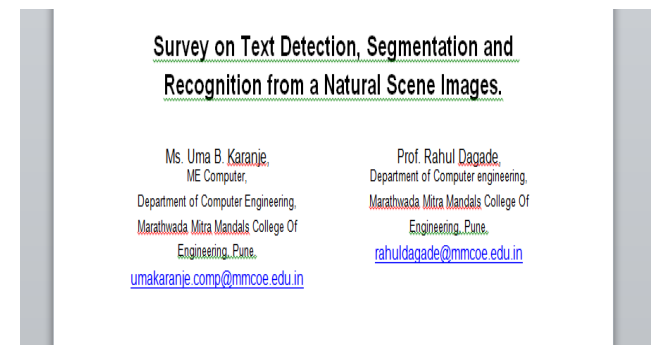 Survey on Text Detection, Segmentation and
Recognition from a Natural Scene Images.
Ms. Uma B. Karanje,
ME Computer,
Department of Computer Engineering,
Marathwada Mitra Mandals College Of
Engineering, Pune.
umakaranje.comp@mmcoe.edu.in
Prof. Rahul Dagade,
Department of Computer engineering,
Marathwada Mitra Mandals College Of
Engineering, Pune.
rahuldagade@mmcoe.edu.in